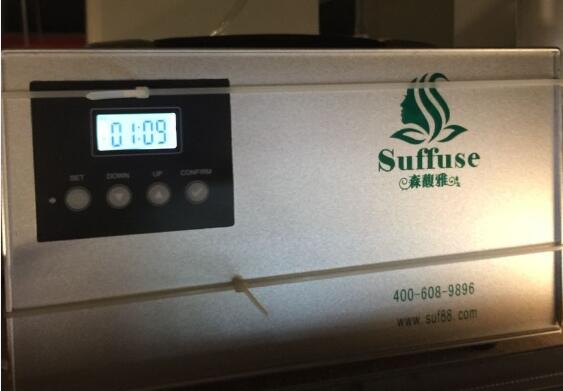 01:09
SET DOWN UP CONFIRM
Suffuse
森馥雅
400-608-9896
www.suf88.com